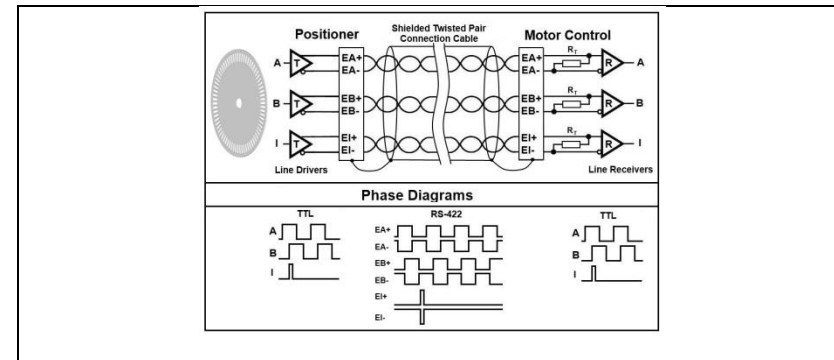 Positioner
Shielded Twisted Pair
Connection Cable
Motor Control
A
T
EA+
EA-
EA+
EA-
RT
R
A
B
T
EB+
EB-
EB+
EB-
RT
R
B
I
T
EI+
EI-
EI+
EI-
RT
R
I
Line Drivers
Line Receivers
Phase Diagrams
TTL
RS-422
TTL
A
B
I
EA+
EA-
EB+
EB-
EI+
EI-
A
B
I